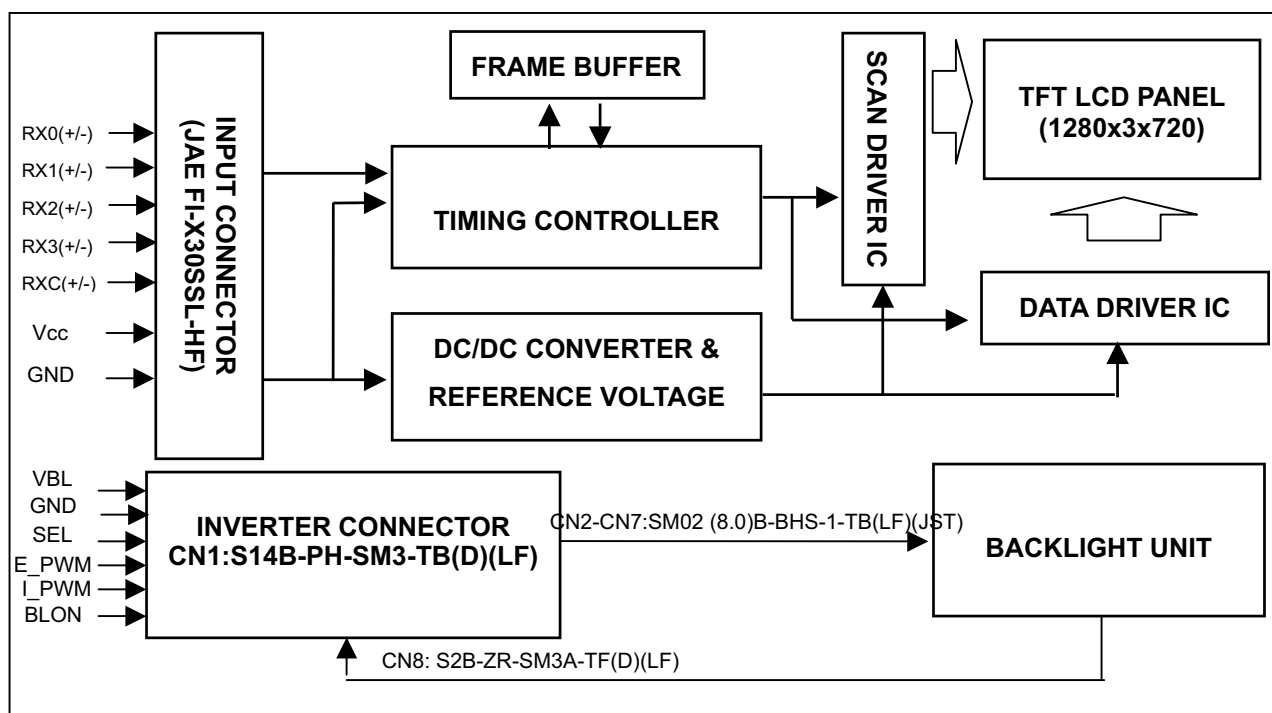 FRAME BUFFER
TFT LCD PANEL
(1280x3x720)
SCAN DRIVER IC
INPUT CONNECTOR
(JAE FI-X30SSL-HF)
RX0(+/-)
RX1(+/-)
RX2(+/-)
RX3(+/-)
RXC(+/-)
Vcc
GND
TIMING CONTROLLER
DATA DRIVER IC
DC/DC CONVERTER &
REFERENCE VOLTAGE
VBL
GND
SEL
E_PWM
I_PWM
BLON
INVERTER CONNECTOR
CN1:S14B-PH-SM3-TB(D)(LF)
CN2-CN7:SM02 (8.0)B-BHS-1-TB(LF)(JST)
BACKLIGHT UNIT
CN8: S2B-ZR-SM3A-TF(D)(LF)